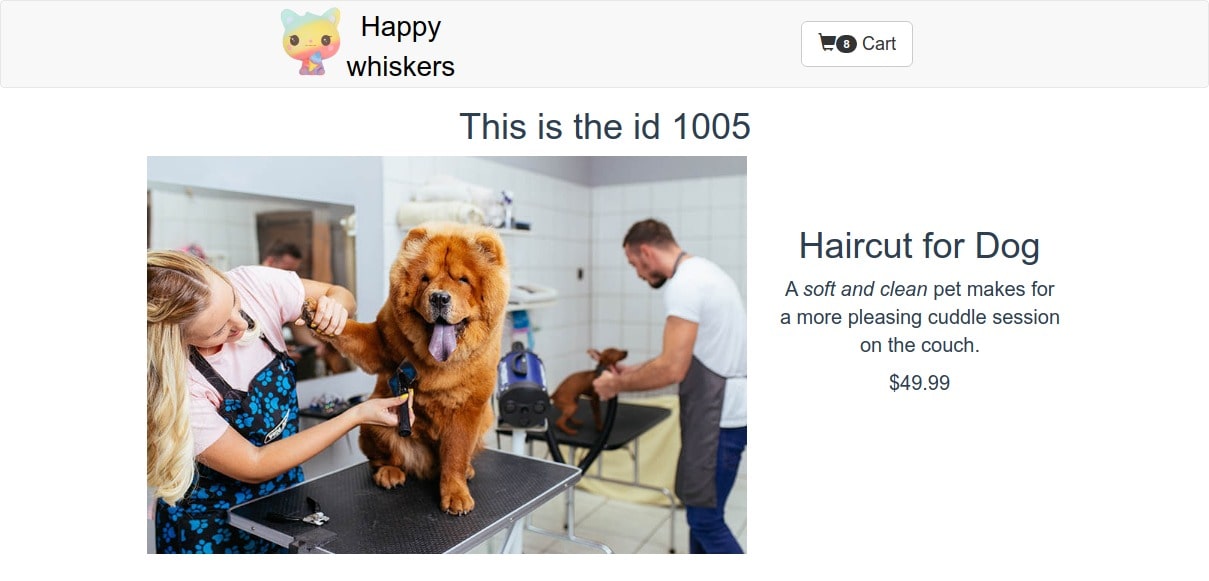 Happy
whiskers
8 Cart
This is the id 1005
Haircut for Dog
A soft and clean pet makes for
a more pleasing cuddle session
on the couch.
$49.99